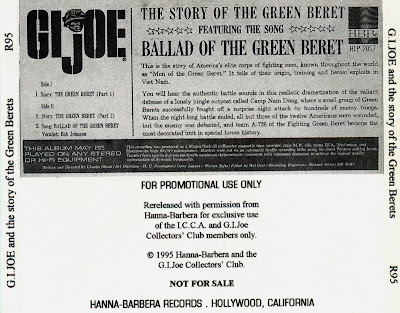 G.I.JOE and the story of the Green Berets R95
GI JOE
THE STORY OF THE GREEN BERET
FEATURING THE SONG
BALLAD OF THE GREEN BERET
HBR
HLP 2057
This is the story of America's elite corps of fighting men, known throughout the world
as "Men of the Green Beret." It tells of their origin, training and heroic exploits in
Viet Nam.
You will hear the authentic battle sounds in this realistic dramatization of the valiant
defense of a lonely jungle outpost called Camp Nam Dong, where a small group of Green
Berets successfully fought off a surprise night attack by hundreds of enemy troops.
When the night long battle ended, all but three of the twelve Americans were wounded,
but the enemy was defeated, and team A-726 of the Fighting Green Berets became the
most decorated unit in special forces history.
Side I
Story: THE GREEN BERET (Part 1)
Side II
2. Story: THE GREEN BERET (Part 2)
3. Song: BALLAD OF THE GREEN BERET
Vocalist: Bob Johnson
THIS ALBUM MAY BE
PLAYED ON ANY STEREO
OR HI-FI EQUIPMENT
FOR PROMOTIONAL USE ONLY
Rereleased with permission from
Hanna-Barbera for exclusive use
of the I.C.C.A. and G.I.Joe
Collectors' Club members only.
© 1995 Hanna-Barbera and the
G.I.Joe Collectors' Club.
NOT FOR SALE
HANNA-BARBERA RECORDS . HOLLYWOOD, CALIFORNIA
G.I.JOE and the story of the Green Berets R95